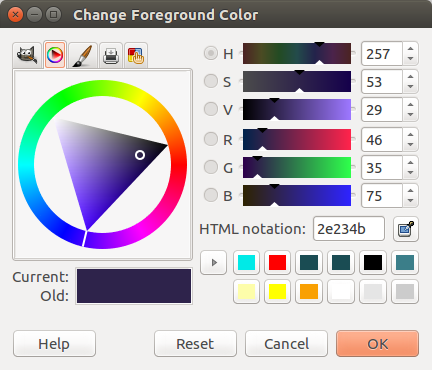 Change Foreground Color
H 257
S 53
V 29
R 46
G 35
B 75
HTML notation: 2e234b
Current:
Old:
Help Reset Cancel OK